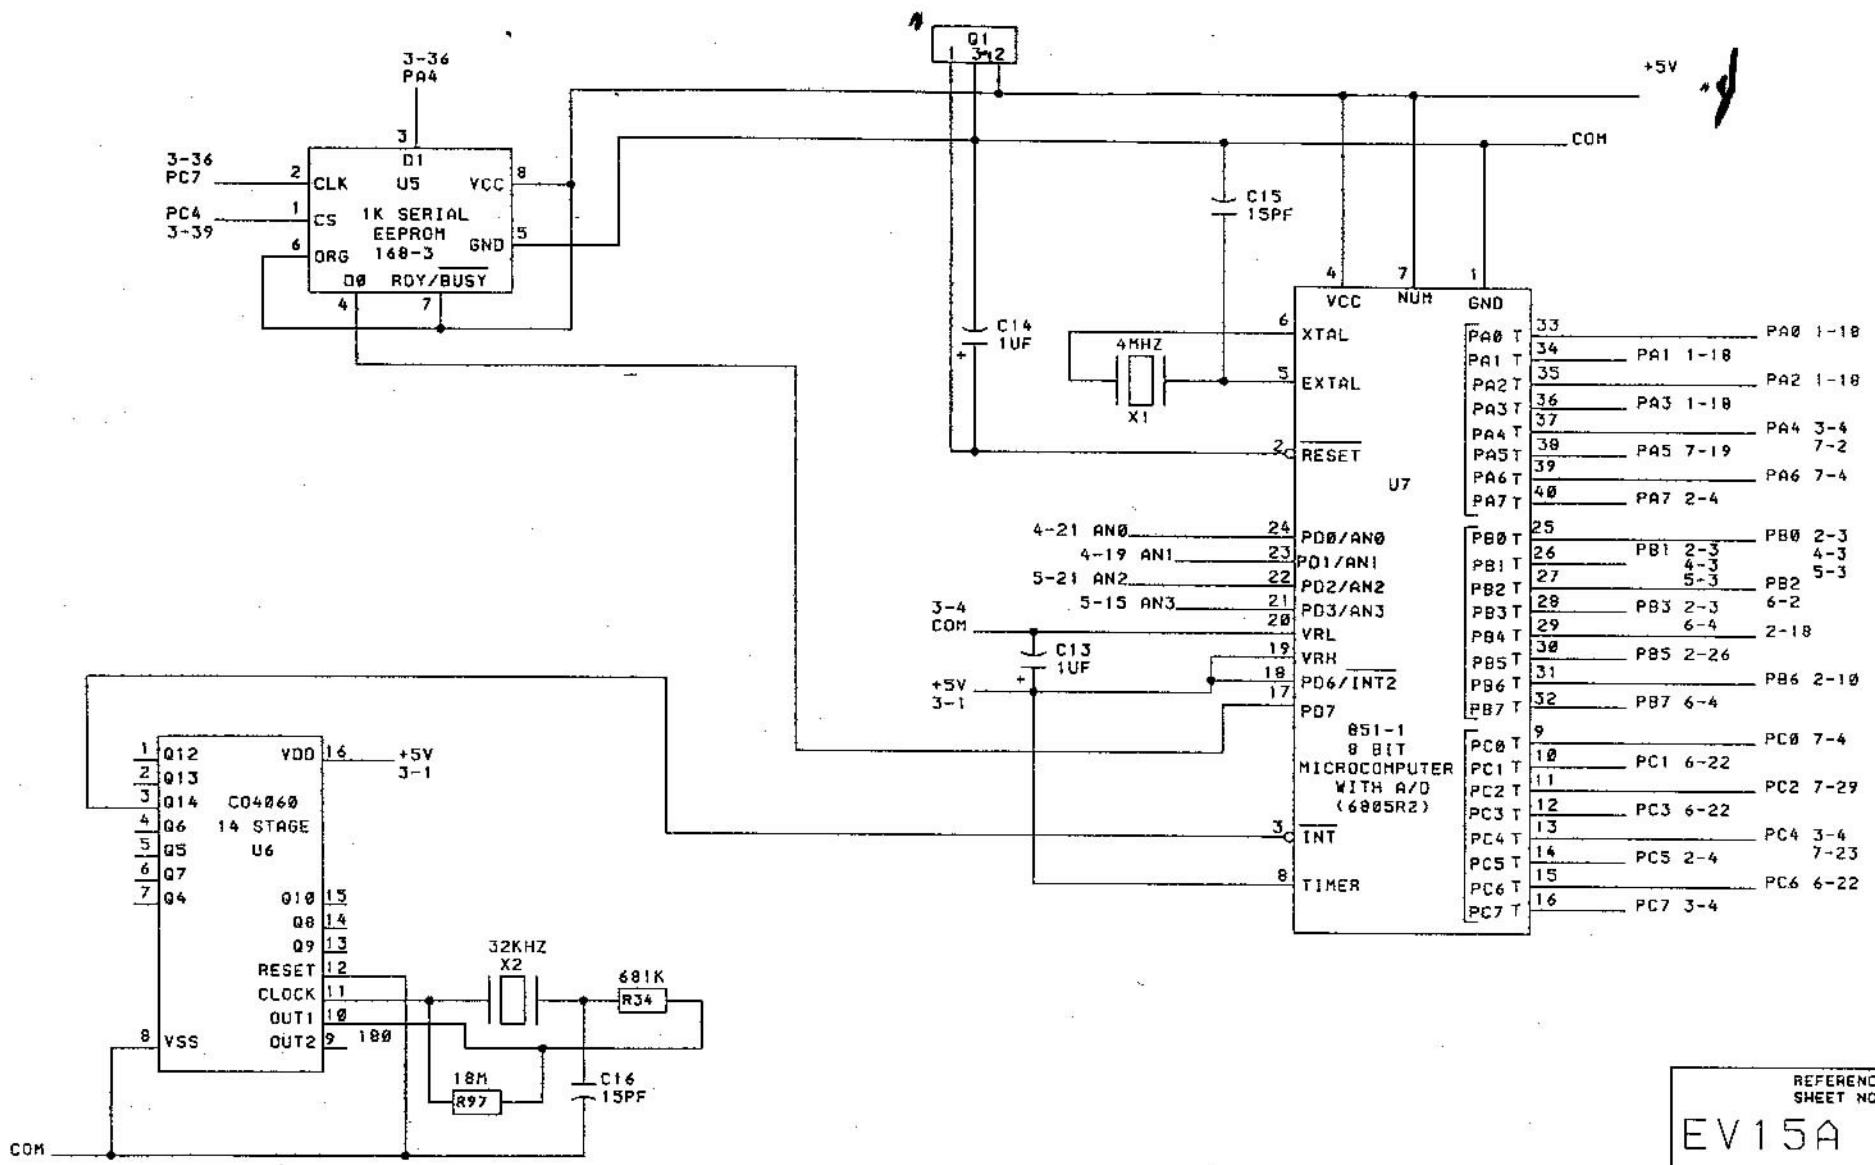 Q1
1 3 2
+5V
COM
3-36
PA4
3
D1
3-36
PC7
2 CLK
U5
VCC 8
PC4
3-39
1 CS
1K SERIAL
EEPROM
168-3
GND 5
6 ORG
D0 RDY/BUSY
4 7
C15
15PF
C14
1UF
+
4MHZ
X1
4 7 1
VCC NUM GND
6 XTAL
5 EXTAL
2 RESET
U7
4-21 AN0 24 PD0/AN0
4-19 AN1 23 PD1/AN1
5-21 AN2 22 PD2/AN2
5-15 AN3 21 PD3/AN3
3-4
COM
20 VRL
C13
1UF
+
19 VRH
+5V
3-1
18 PD6/INT2
17 PD7
851-1
8 BIT
MICROCOMPUTER
WITH A/D
(6805R2)
3 INT
8 TIMER
PA0 T 33 PA0 1-18
PA1 T 34 PA1 1-18
PA2 T 35 PA2 1-18
PA3 T 36 PA3 1-18
PA4 T 37 PA4 3-4
7-2
PA5 T 38 PA5 7-19
PA6 T 39 PA6 7-4
PA7 T 40 PA7 2-4
PB0 T 25 PB0 2-3
4-3
5-3
PB1 T 26 PB1 2-3
4-3
5-3
PB2 T 27 PB2
6-2
PB3 T 28 PB3 2-3
6-4
PB4 T 29 2-18
PB5 T 30 PB5 2-26
PB6 T 31 PB6 2-10
PB7 T 32 PB7 6-4
PC0 T 9 PC0 7-4
PC1 T 10 PC1 6-22
PC2 T 11 PC2 7-29
PC3 T 12 PC3 6-22
PC4 T 13 PC4 3-4
7-23
PC5 T 14 PC5 2-4
PC6 T 15 PC6 6-22
PC7 T 16 PC7 3-4
1 Q12
2 Q13
3 Q14
4 Q6
5 Q5
6 Q7
7 Q4
VDD 16 +5V
3-1
CD4060
14 STAGE
U6
Q10 15
Q8 14
Q9 13
RESET 12
CLOCK 11
OUT1 10
OUT2 9 180
8 VSS
32KHZ
X2
681K
R34
18M
R97
C16
15PF
COM
REFERENC
SHEET NO
EV15A